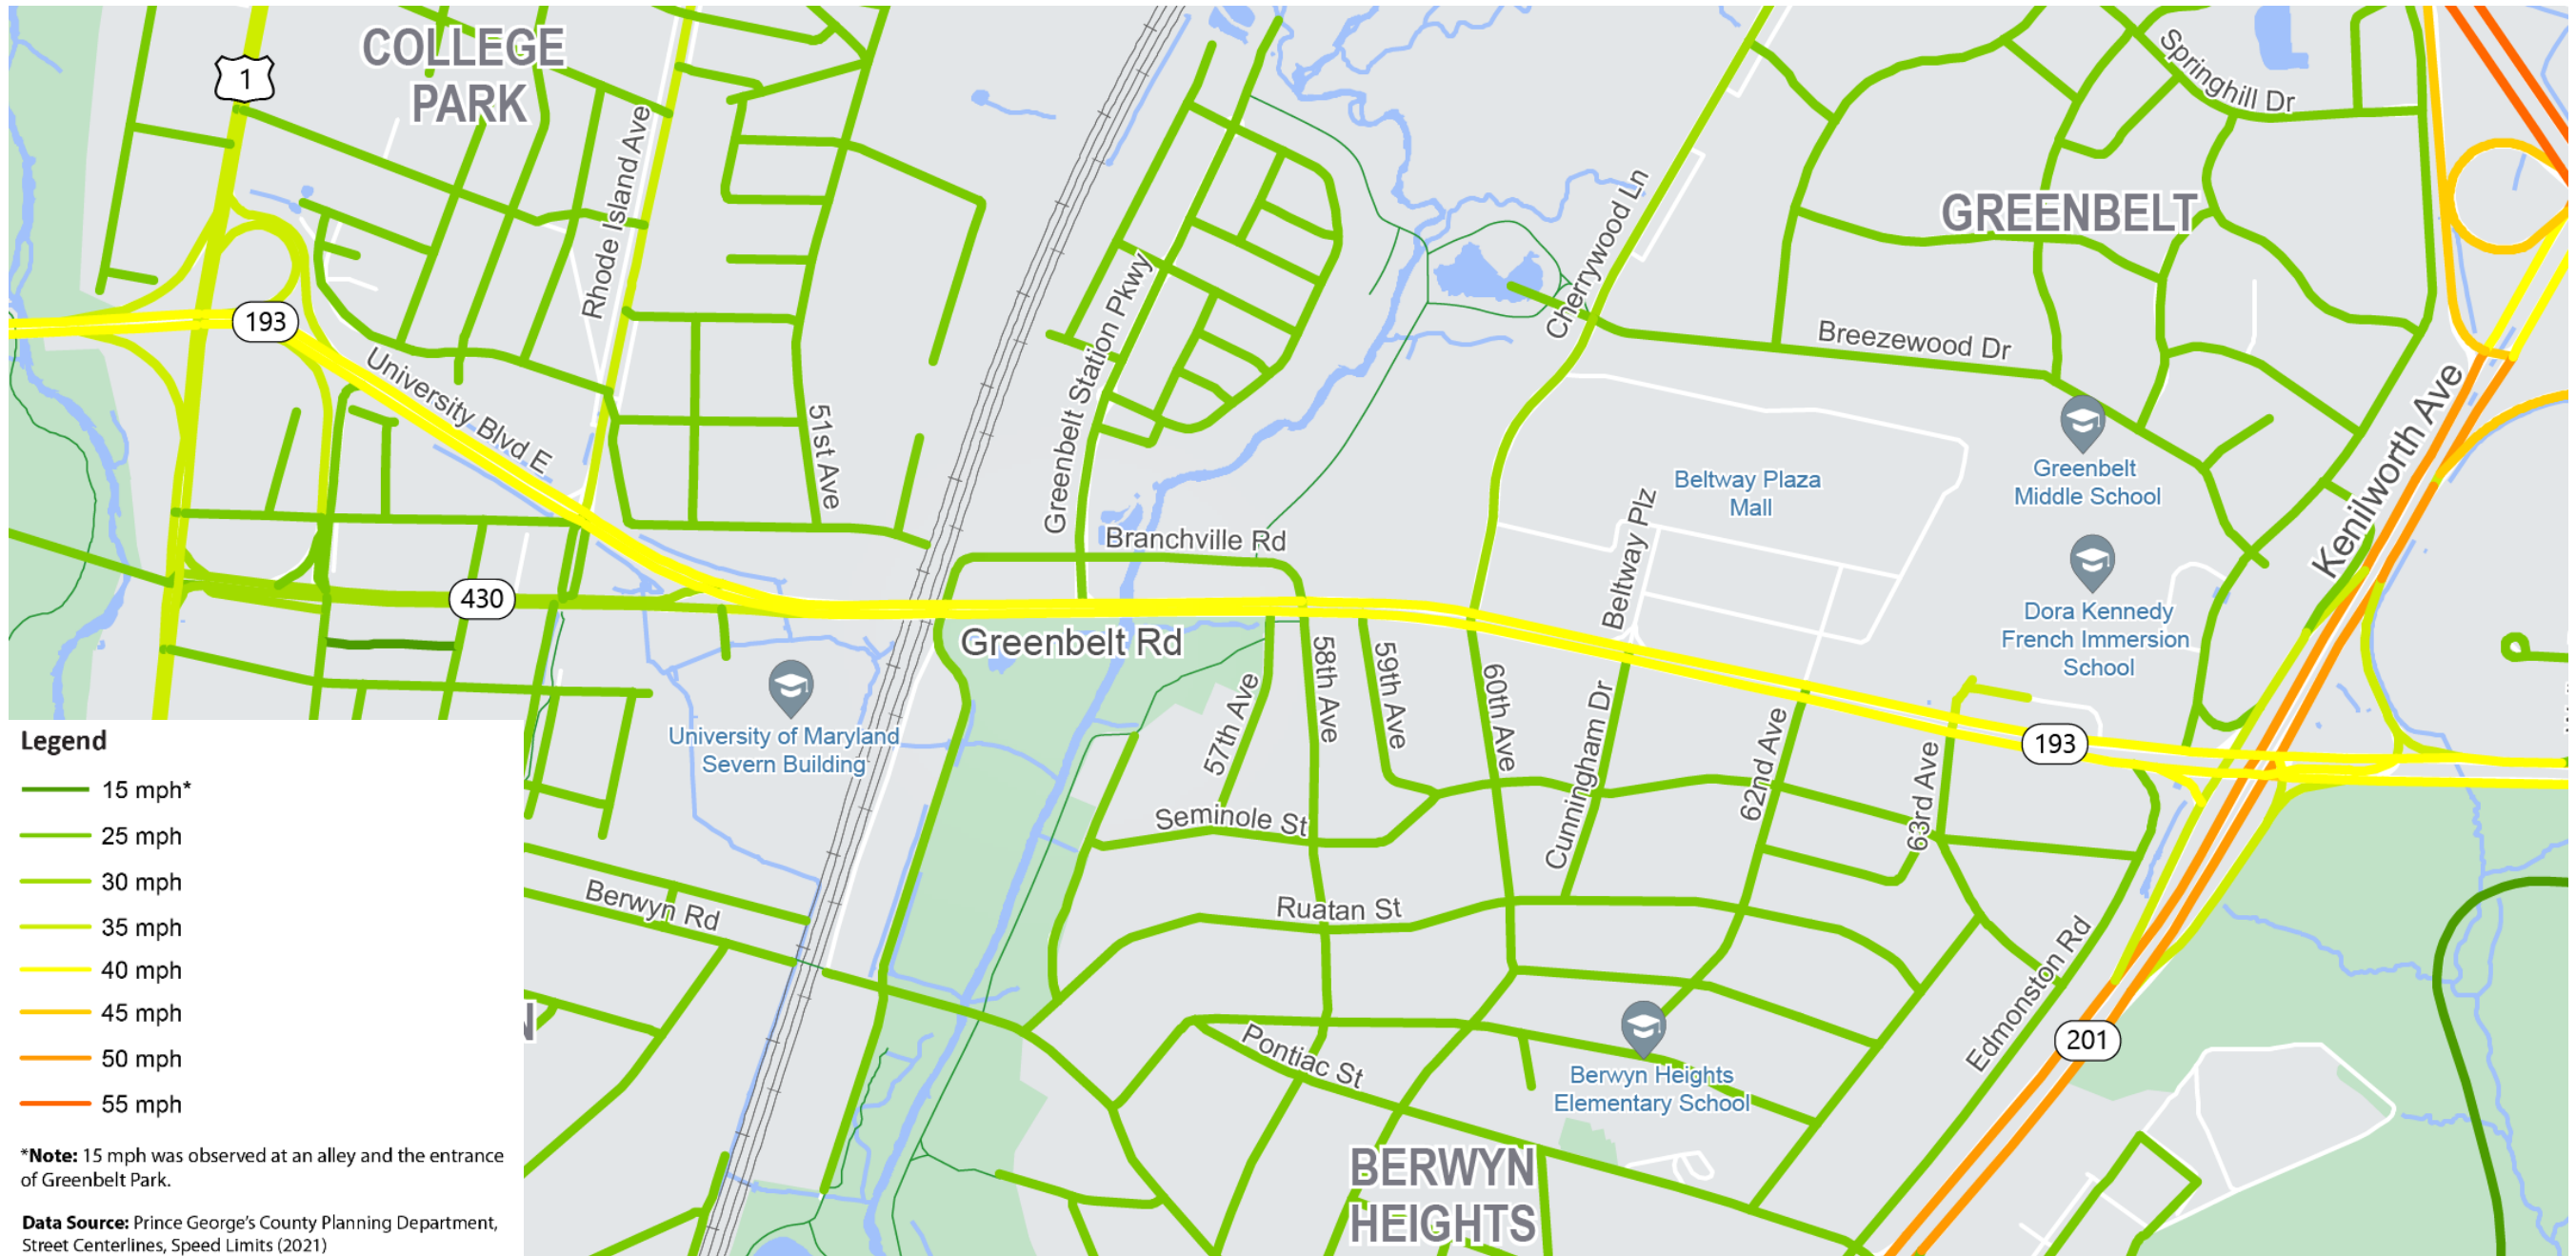 COLLEGE
PARK
1
Springhill Dr
Rhode Island Ave
GREENBELT
Cherrywood Ln
193
Greenbelt Station Pkwy
Breezewood Dr
University Blvd E
51st Ave
Kenilworth Ave
Greenbelt
Middle School
Beltway Plaza
Mall
Beltway Plz
Branchville Rd
430
Dora Kennedy
French Immersion
School
Greenbelt Rd
58th Ave
59th Ave
60th Ave
57th Ave
Cunningham Dr
62nd Ave
63rd Ave
193
University of Maryland
Severn Building
Seminole St
Berwyn Rd
Ruatan St
Edmonston Rd
N
201
Pontiac St
Berwyn Heights
Elementary School
BERWYN
HEIGHTS
Legend
15 mph*
25 mph
30 mph
35 mph
40 mph
45 mph
50 mph
55 mph
*Note: 15 mph was observed at an alley and the entrance
of Greenbelt Park.
Data Source: Prince George's County Planning Department,
Street Centerlines, Speed Limits (2021)